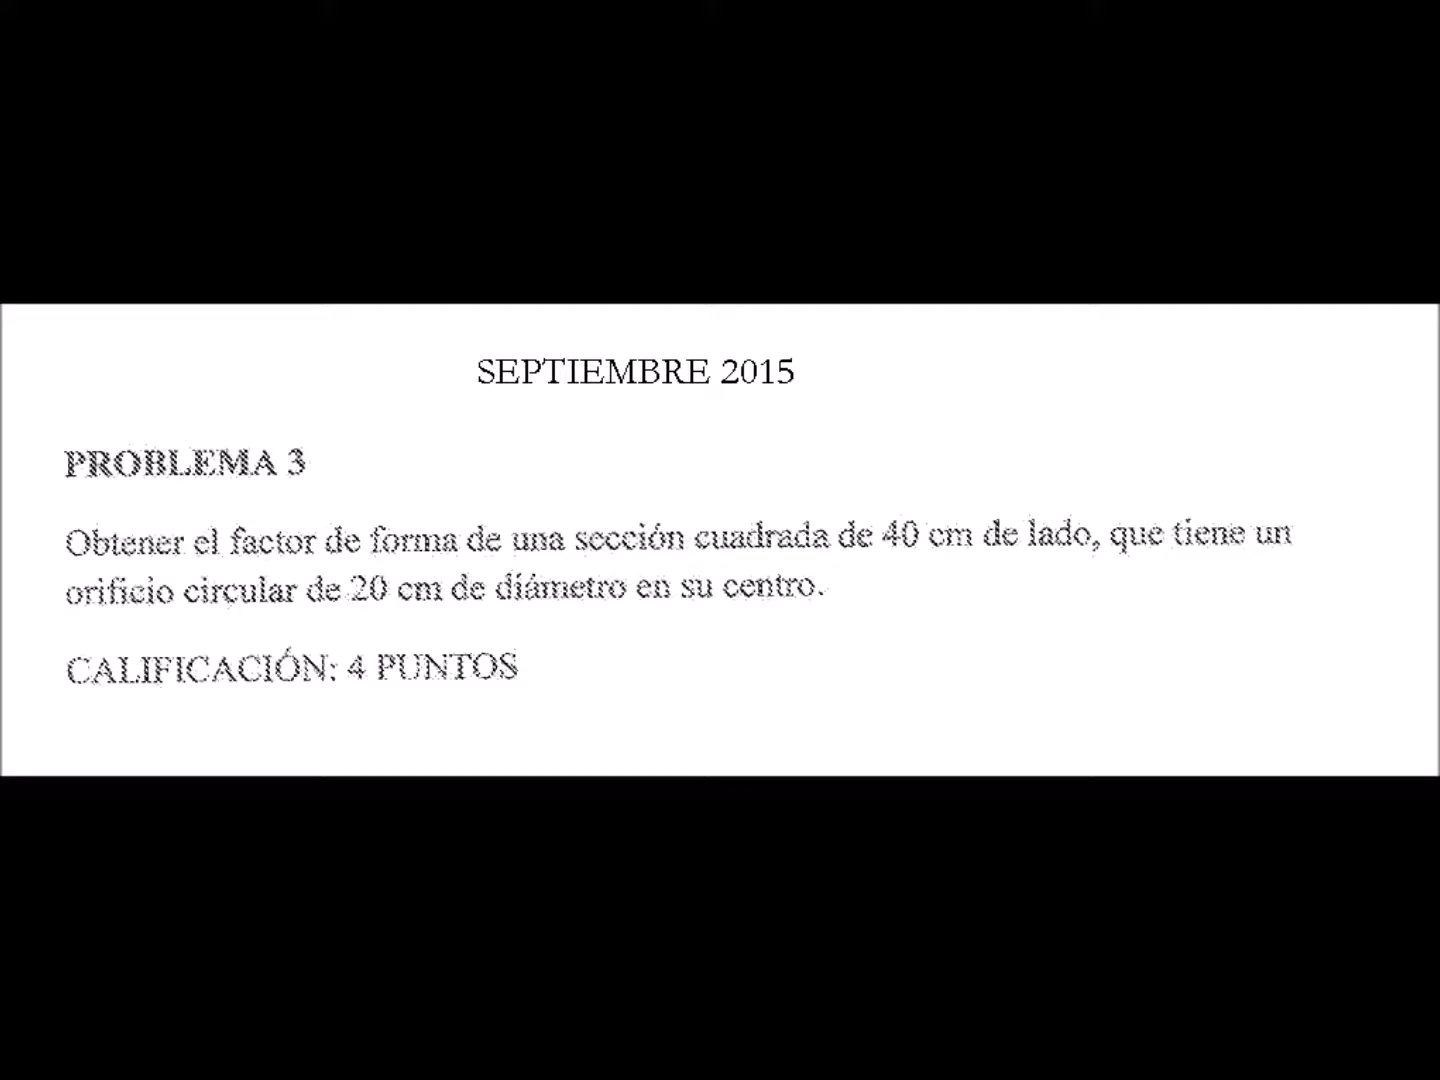 SEPTIEMBRE 2015
PROBLEMA 3
Obtener el factor de forma de una sección cuadrada de 40 cm de lado, que tiene un
orificio circular de 20 cm de diámetro en su centro.
CALIFICACIÓN: 4 PUNTOS